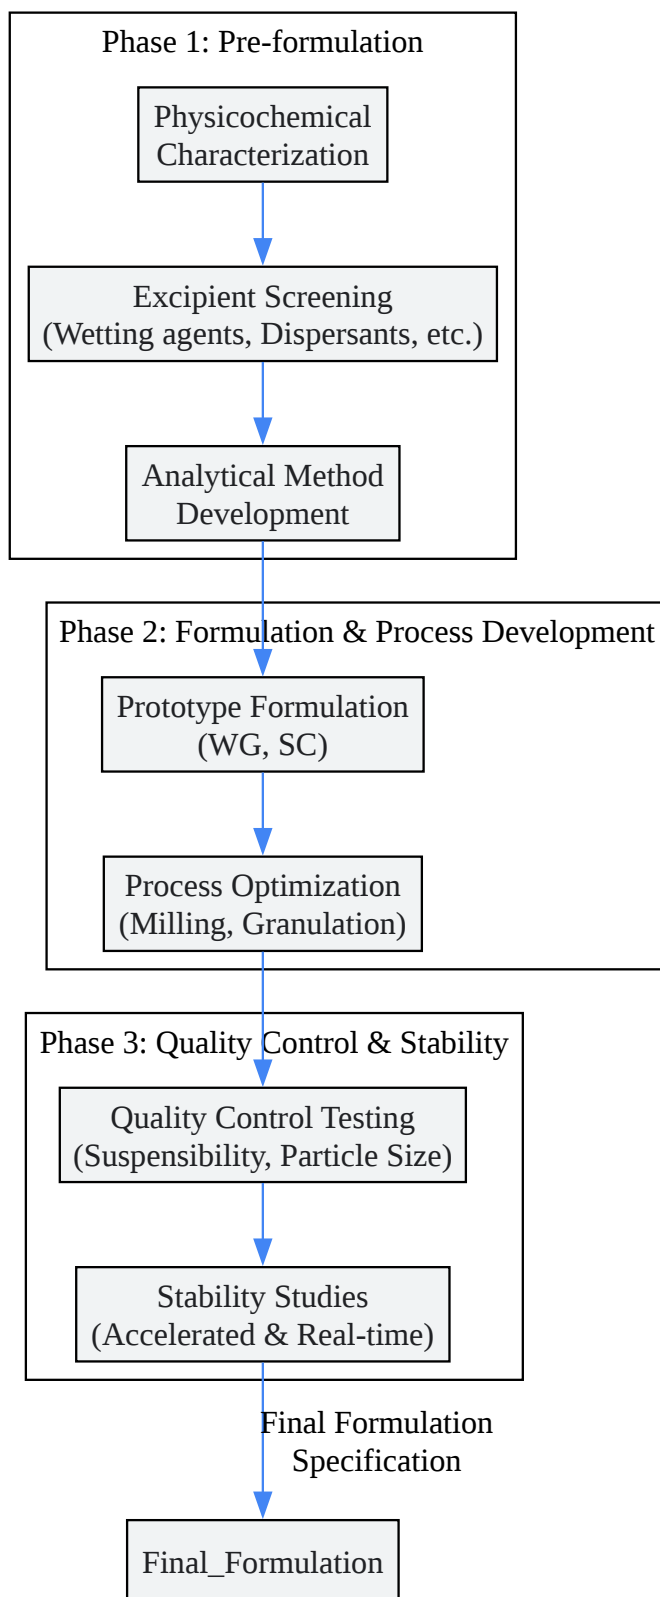 Phase 1: Pre-formulation
Physicochemical
Characterization
Excipient Screening
(Wetting agents, Dispersants, etc.)
Analytical Method
Development
Phase 2: Formulation & Process Development
Prototype Formulation
(WG, SC)
Process Optimization
(Milling, Granulation)
Phase 3: Quality Control & Stability
Quality Control Testing
(Suspensibility, Particle Size)
Stability Studies
(Accelerated & Real-time)
Final Formulation
Specification
Final_Formulation